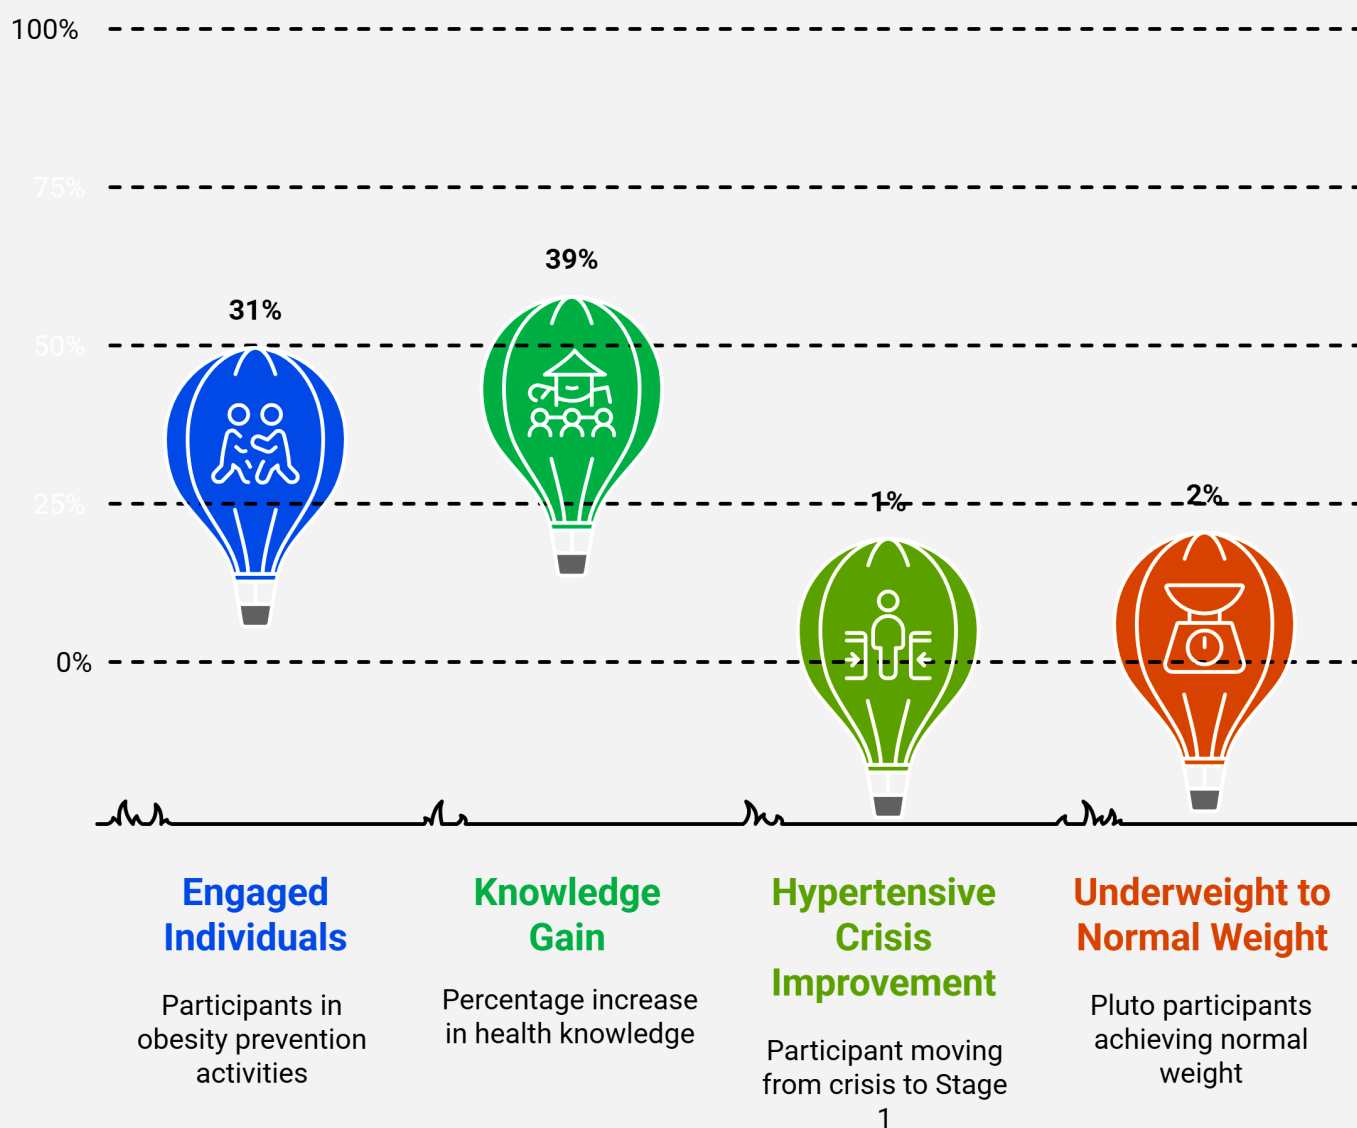 100%
75%
39%
31%
50%
1%
2%
25%
0%
Engaged
Individuals
Participants in
obesity prevention
activities
Knowledge
Gain
Percentage increase
in health knowledge
Hypertensive
Crisis
Improvement
Participant moving
from crisis to Stage
1
Underweight to
Normal Weight
Pluto participants
achieving normal
weight